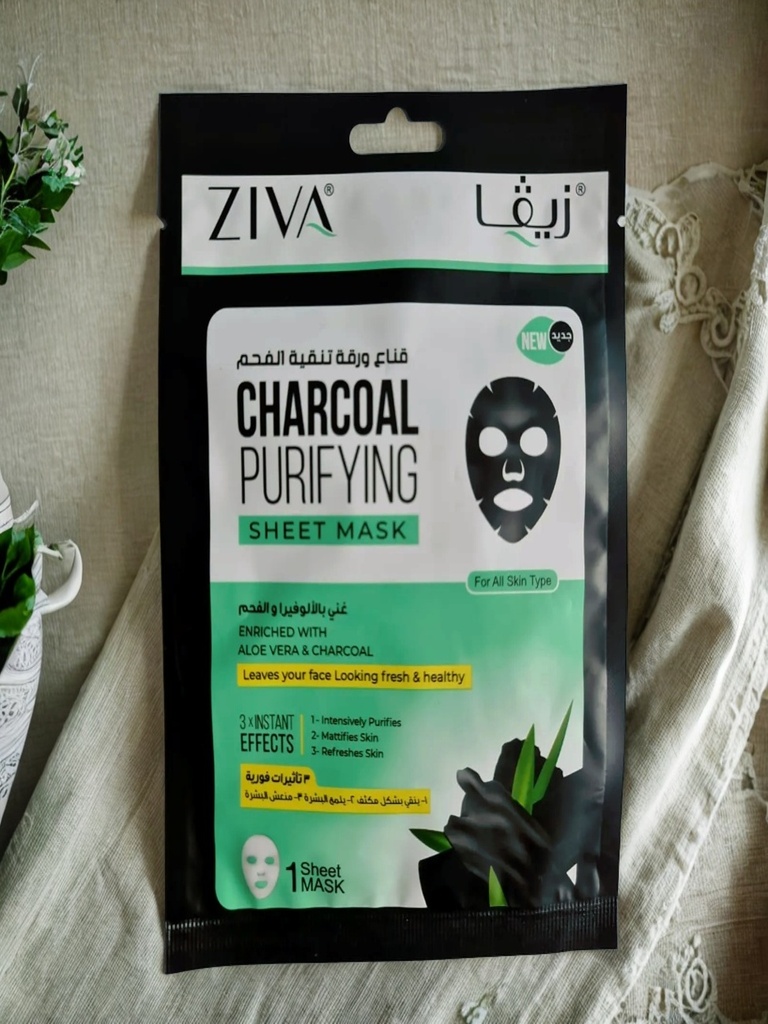 ZIVA®
زيڤا®
NEW جديد
قناع ورقة تنقية الفحم
CHARCOAL
PURIFYING
SHEET MASK
For All Skin Type
غني بالألوفيرا و الفحم
ENRICHED WITH
ALOE VERA & CHARCOAL
Leaves your face Looking fresh & healthy
3 x INSTANT
EFFECTS
1- Intensively Purifies
2- Mattifies Skin
3- Refreshes Skin
٣ تأثيرات فورية
١- ينقي بشكل مكثف ٢- يلمع البشرة ٣- منعش البشرة
1 Sheet
MASK